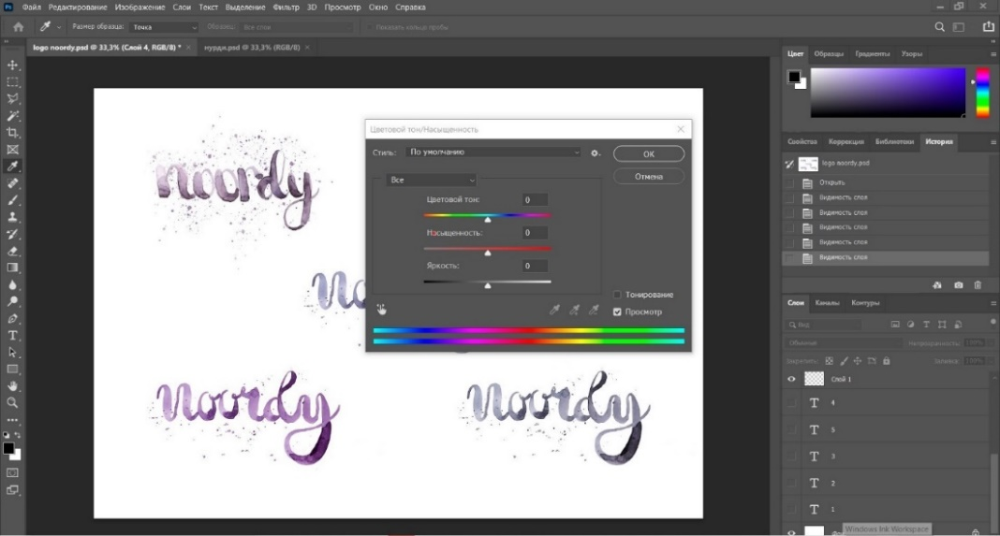 Ps Файл Редактирование Изображение Слои Текст Выделение Фильтр 3D Просмотр Окно Справка
Размер образца: Точка Образец: Все слои Показать кольцо пробы
logo noordy.psd @ 33,3% (Слой 4, RGB/8) * × нурди.psd @ 33,3% (RGB/8) ×
Цвет Образцы Градиенты Узоры
noordy
No
Noordy
Noordy
Цветовой тон/Насыщенность
Стиль: По умолчанию
ОК
Отмена
Все
Цветовой тон: 0
Насыщенность: 0
Яркость: 0
Тонирование
Просмотр
Свойства Коррекция Библиотеки История
logo noordy.psd
Открыть
Видимость слоя
Видимость слоя
Видимость слоя
Видимость слоя
Видимость слоя
Слои Каналы Контуры
Вид
Обычные Непрозрачность: 100%
Закрепить: Заливка: 100%
Слой 1
T 4
T 5
T 3
T 2
T 1
Windows Ink Workspace